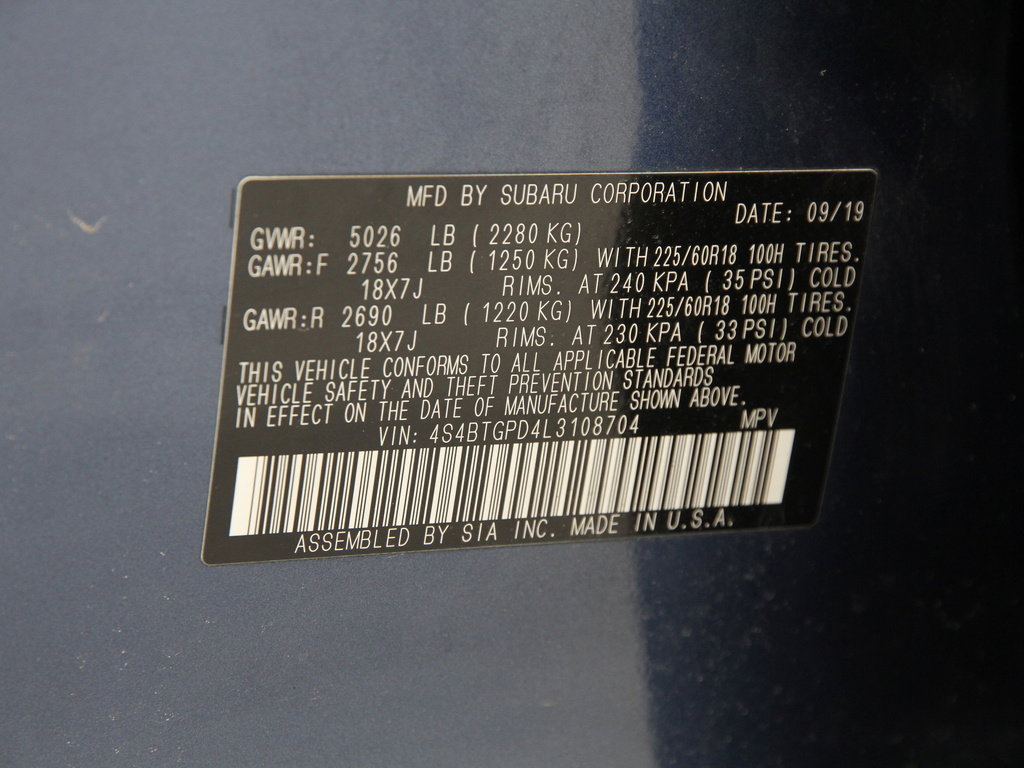 MFD BY SUBARU CORPORATION
DATE: 09/19
GVWR: 5026 LB ( 2280 KG)
GAWR:F 2756 LB ( 1250 KG) WITH 225/60R18 100H TIRES.
18X7J RIMS. AT 240 KPA ( 35 PSI) COLD
GAWR:R 2690 LB ( 1220 KG) WITH 225/60R18 100H TIRES.
18X7J RIMS. AT 230 KPA ( 33 PSI) COLD
THIS VEHICLE CONFORMS TO ALL APPLICABLE FEDERAL MOTOR
VEHICLE SAFETY AND THEFT PREVENTION STANDARDS
IN EFFECT ON THE DATE OF MANUFACTURE SHOWN ABOVE.
VIN: 4S4BTGPD4L3108704 MPV
ASSEMBLED BY SIA INC. MADE IN U.S.A.